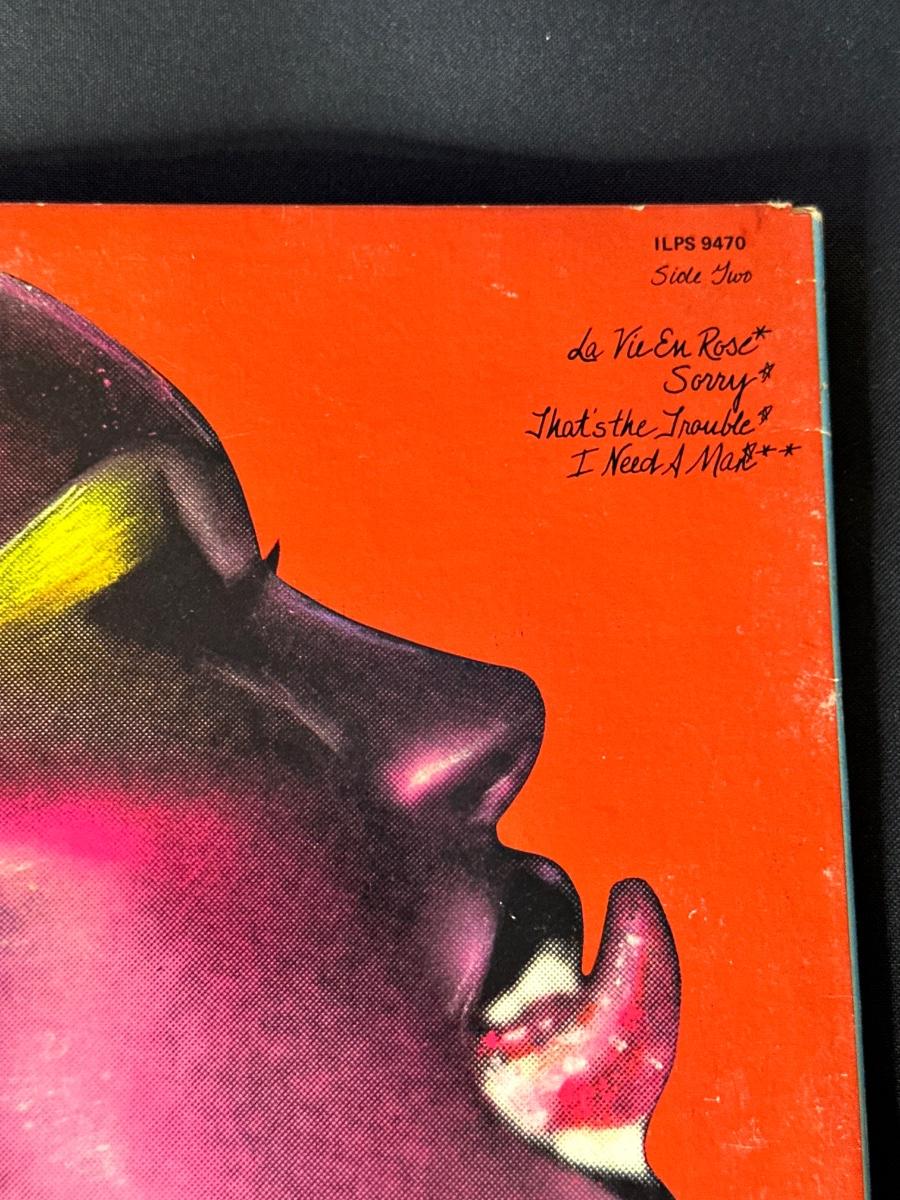 ILPS 9470
Side Two
La Vie En Rose*
Sorry*
That's the Trouble*
I Need A Man***